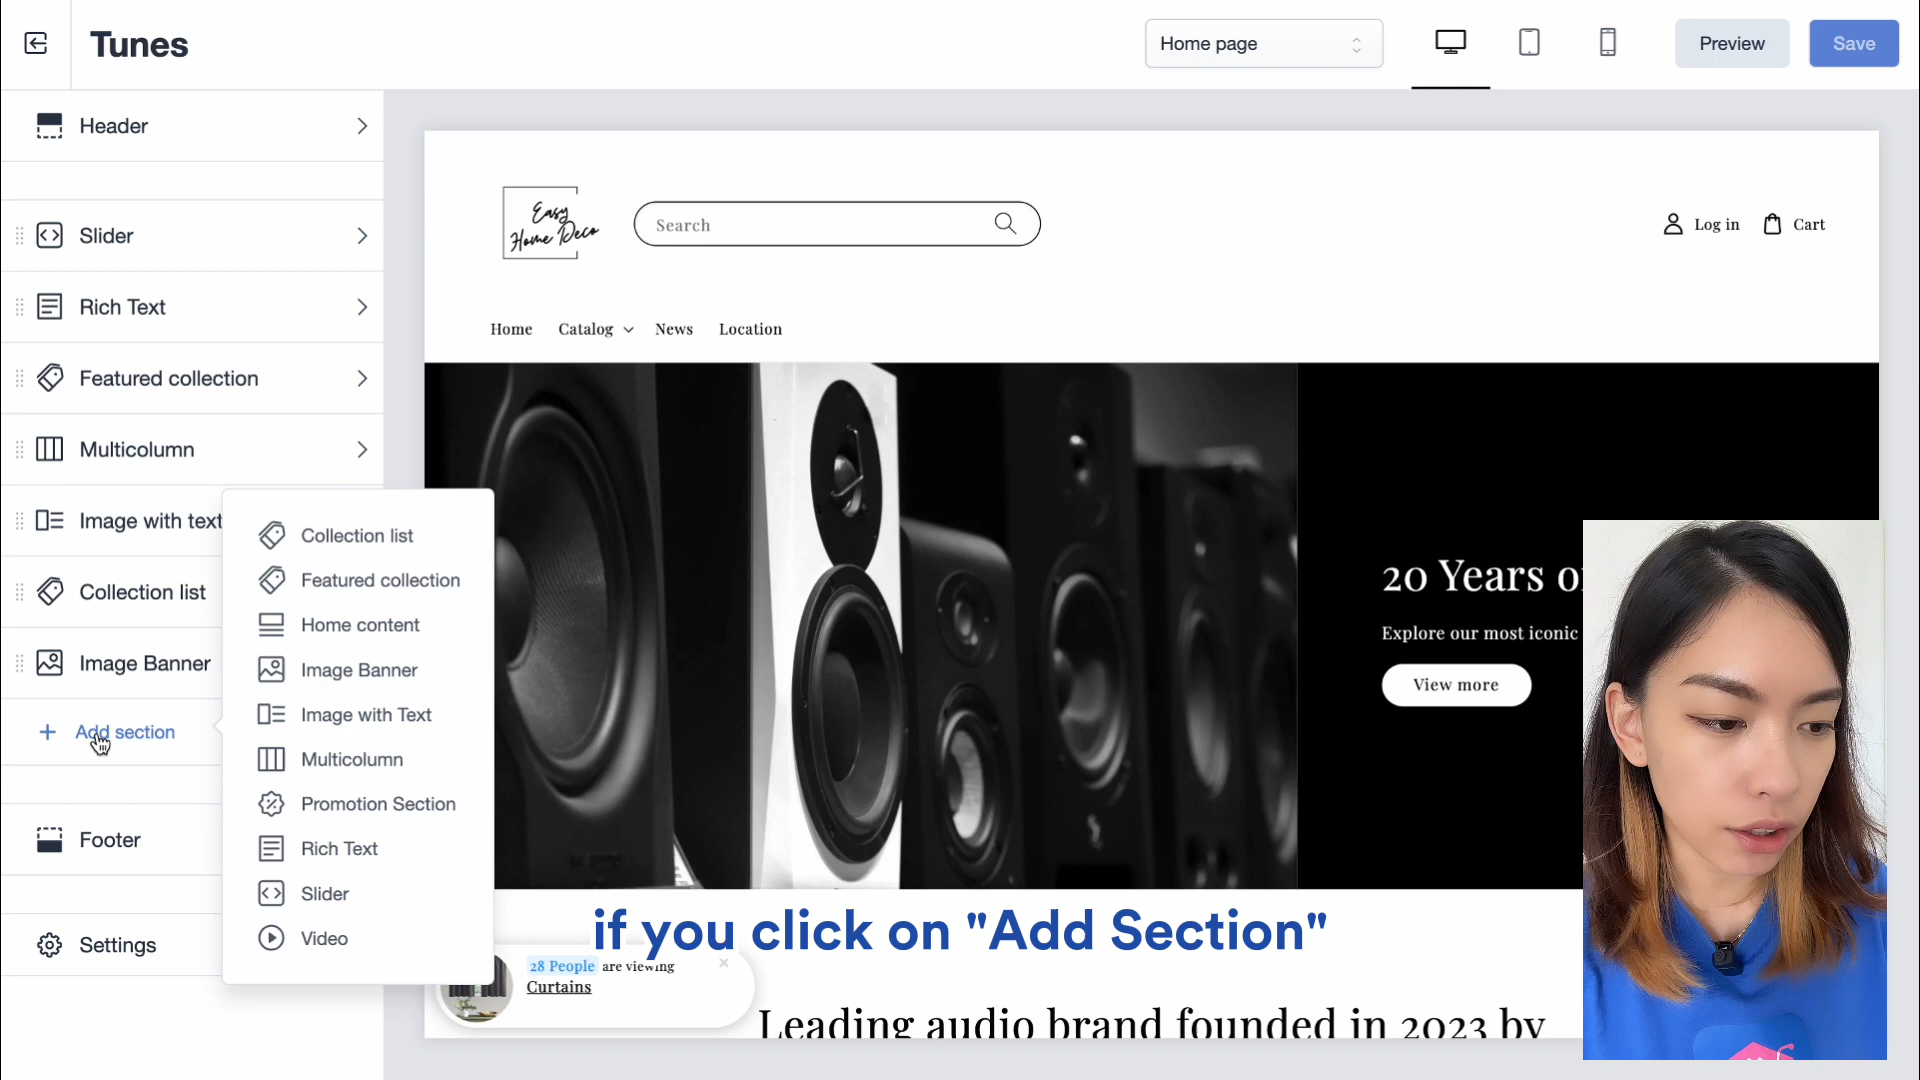 Tunes
Home page
Preview
Save
Header
Slider
Rich Text
Featured collection
Multicolumn
Image with text
Collection list
Image Banner
Add section
Footer
Settings
Collection list
Featured collection
Home content
Image Banner
Image with Text
Multicolumn
Promotion Section
Rich Text
Slider
Video
Easy
Home Deco
Search
Log in
Cart
Home
Catalog
News
Location
20 Years o
Explore our most iconic
View more
if you click on "Add Section"
28 People are viewing
Curtains
Leading audio brand founded in 2023 by